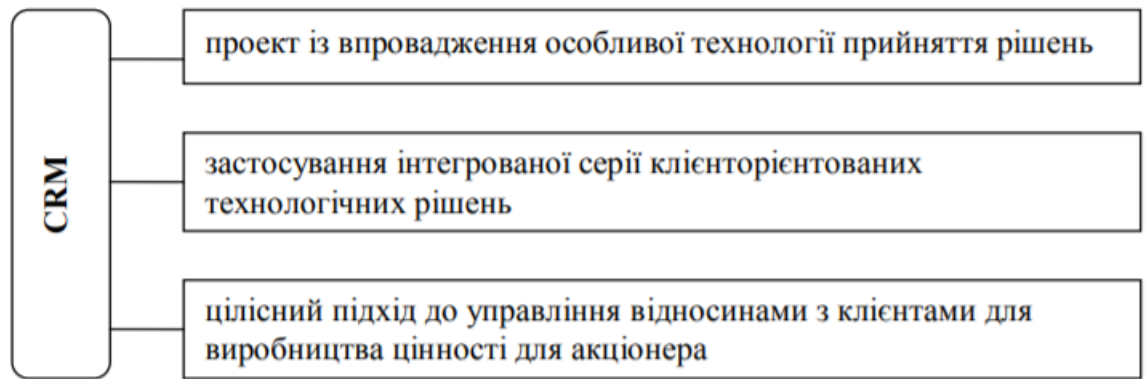 CRM
проект із впровадження особливої технології прийняття рішень
застосування інтегрованої серії клієнторієнтованих
технологічних рішень
цілісний підхід до управління відносинами з клієнтами для
виробництва цінності для акціонера